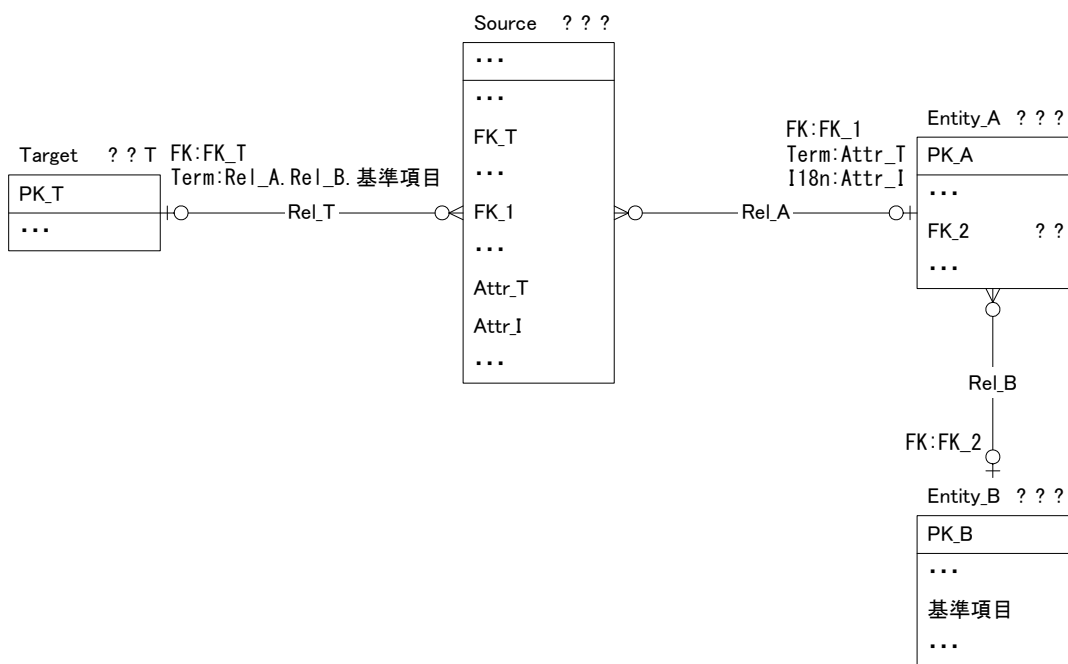 Source ? ? ?
・・・
・・・
FK_T
・・・
FK_1
・・・
Attr_T
Attr_I
・・・
Target ? ? T
PK_T
・・・
FK:FK_T
Term:Rel_A.Rel_B.基準項目
Rel_T
Rel_A
FK:FK_1
Term:Attr_T
I18n:Attr_I
Entity_A ? ? ?
PK_A
・・・
FK_2 ? ?
・・・
Rel_B
FK:FK_2
Entity_B ? ? ?
PK_B
・・・
基準項目
・・・